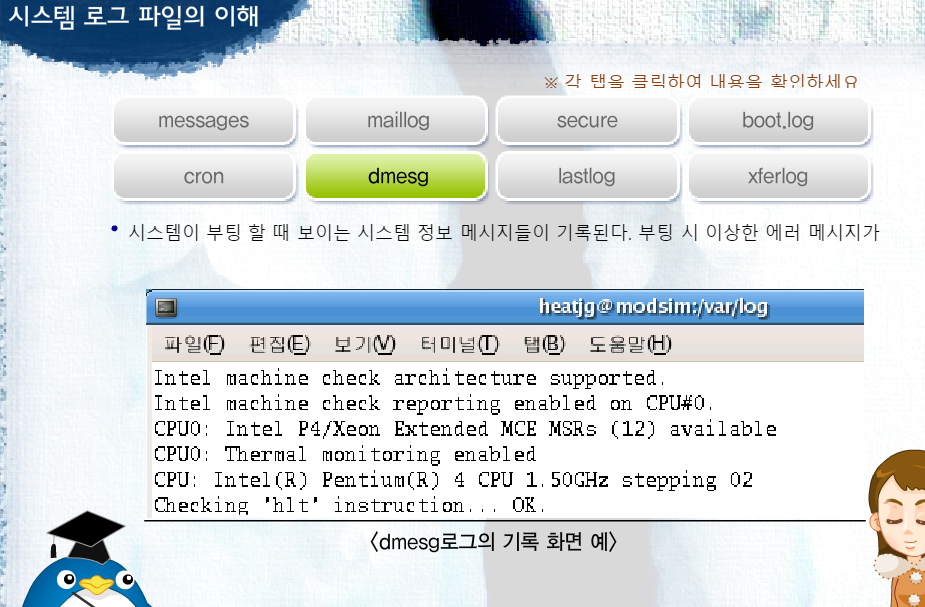 시스템 로그 파일의 이해
※ 각 탭을 클릭하여 내용을 확인하세요
messages maillog secure boot.log
cron dmesg lastlog xferlog
• 시스템이 부팅 할 때 보이는 시스템 정보 메시지들이 기록된다. 부팅 시 이상한 에러 메시지가
heatjg@modsim:/var/log
파일(F) 편집(E) 보기(V) 터미널(T) 탭(B) 도움말(H)
Intel machine check architecture supported.
Intel machine check reporting enabled on CPU#0.
CPU0: Intel P4/Xeon Extended MCE MSRs (12) available
CPU0: Thermal monitoring enabled
CPU: Intel(R) Pentium(R) 4 CPU 1.50GHz stepping 02
Checking 'hlt' instruction... OK.
〈dmesg로그의 기록 화면 예〉